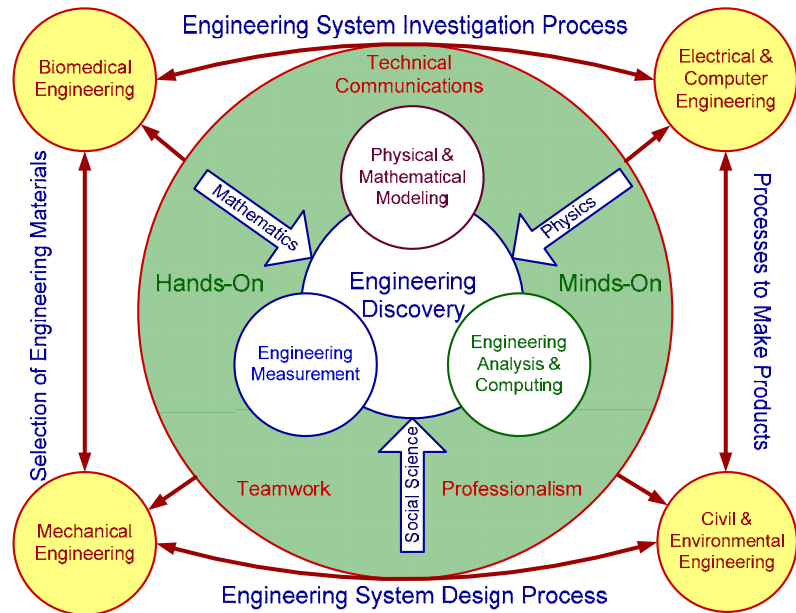 Engineering System Investigation Process
Biomedical
Engineering
Technical
Communications
Electrical &
Computer
Engineering
Physical &
Mathematical
Modeling
Mathematics
Physics
Selection of Engineering Materials
Processes to Make Products
Hands-On
Engineering
Discovery
Minds-On
Engineering
Measurement
Engineering
Analysis &
Computing
Social Science
Teamwork
Professionalism
Mechanical
Engineering
Civil &
Environmental
Engineering
Engineering System Design Process